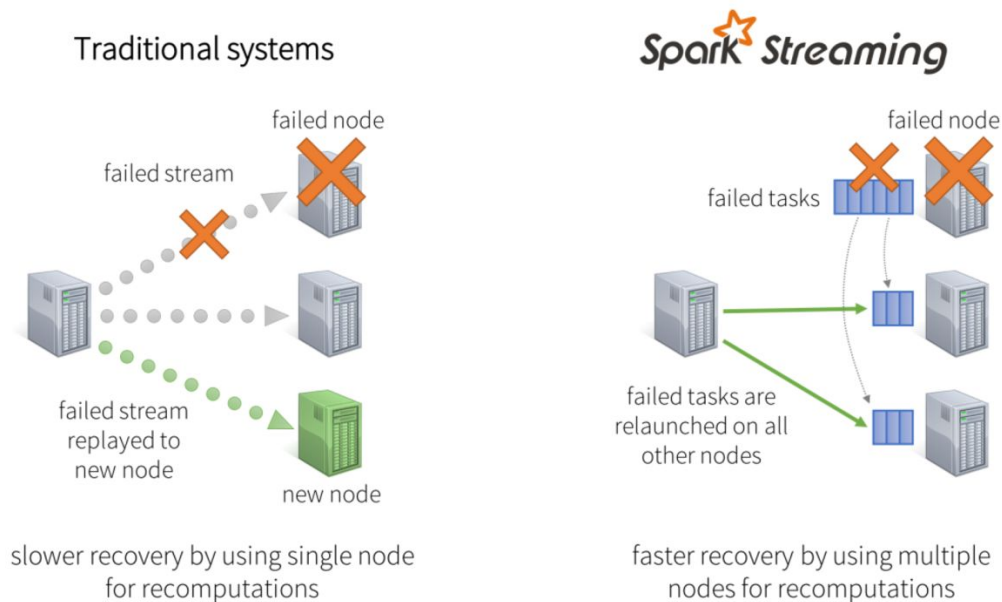 Traditional systems
failed node
failed stream
failed stream
replayed to
new node
new node
slower recovery by using single node
for recomputations
Spark Streaming
failed node
failed tasks
failed tasks are
relaunched on all
other nodes
faster recovery by using multiple
nodes for recomputations